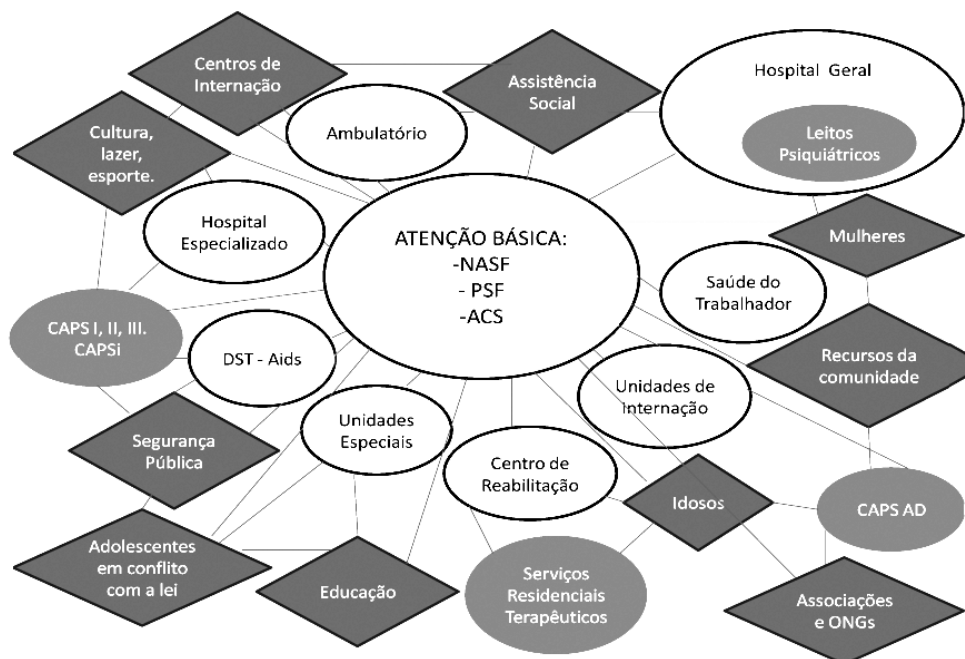 Centros de
Internação
Assistência
Social
Hospital Geral
Leitos
Psiquiátricos
Ambulatório
Cultura,
lazer,
esporte.
Hospital
Especializado
ATENÇÃO BÁSICA:
-NASF
- PSF
-ACS
Mulheres
Saúde do
Trabalhador
CAPS I, II, III.
CAPSi
DST - Aids
Recursos da
comunidade
Unidades de
Internação
Unidades
Especiais
Segurança
Pública
Centro de
Reabilitação
Idosos
CAPS AD
Adolescentes
em conflito
com a lei
Educação
Serviços
Residenciais
Terapêuticos
Associações
e ONGs